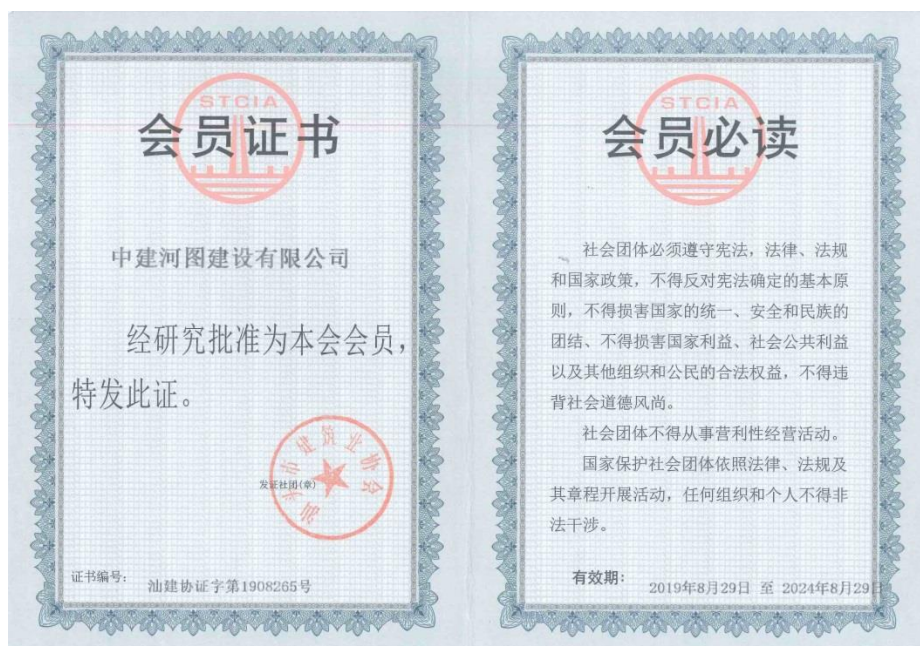 STCIA
会员证书
中建河图建设有限公司
经研究批准为本会会员，
特发此证。
汕头市建筑业协会
发证社团(章)
证书编号：
汕建协证字第1908265号
STCIA
会员必读
社会团体必须遵守宪法，法律、法规
和国家政策，不得反对宪法确定的基本原
则，不得损害国家的统一、安全和民族的
团结、不得损害国家利益、社会公共利益
以及其他组织和公民的合法权益，不得违
背社会道德风尚。
社会团体不得从事营利性经营活动。
国家保护社会团体依照法律、法规及
其章程开展活动，任何组织和个人不得非
法干涉。
有效期：
2019年8月29日 至 2024年8月29日